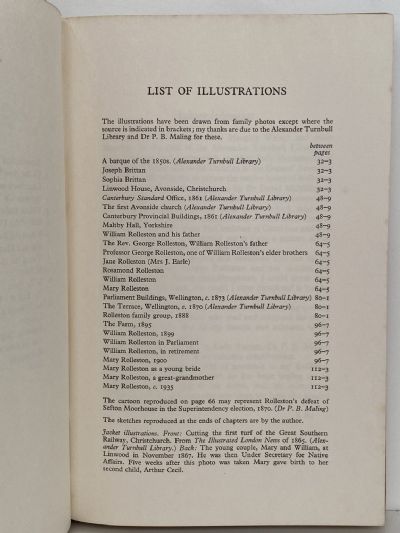 LIST OF ILLUSTRATIONS
The illustrations have been drawn from family photos except where the
source is indicated in brackets; my thanks are due to the Alexander Turnbull
Library and Dr P. B. Maling for these.
between
pages
A barque of the 1850s. (Alexander Turnbull Library) 32–3
Joseph Brittan 32–3
Sophia Brittan 32–3
Linwood House, Avonside, Christchurch 32–3
Canterbury Standard Office, 1861 (Alexander Turnbull Library) 48–9
The first Avonside church (Alexander Turnbull Library) 48–9
Canterbury Provincial Buildings, 1861 (Alexander Turnbull Library) 48–9
Maltby Hall, Yorkshire 48–9
William Rolleston and his father 48–9
The Rev. George Rolleston, William Rolleston's father 64–5
Professor George Rolleston, one of William Rolleston's elder brothers 64–5
Jane Rolleston (Mrs J. Earle) 64–5
Rosamond Rolleston 64–5
William Rolleston 64–5
Mary Rolleston 64–5
Parliament Buildings, Wellington, c. 1873 (Alexander Turnbull Library) 80–1
The Terrace, Wellington, c. 1870 (Alexander Turnbull Library) 80–1
Rolleston family group, 1888 80–1
The Farm, 1895 96–7
William Rolleston, 1899 96–7
William Rolleston in Parliament 96–7
William Rolleston, in retirement 96–7
Mary Rolleston, 1900 96–7
Mary Rolleston as a young bride 112–3
Mary Rolleston, a great-grandmother 112–3
Mary Rolleston, c. 1935 112–3
The cartoon reproduced on page 66 may represent Rolleston's defeat of
Sefton Moorhouse in the Superintendency election, 1870. (Dr P. B. Maling)
The sketches reproduced at the ends of chapters are by the author.
Jacket illustrations. Front: Cutting the first turf of the Great Southern
Railway, Christchurch. From The Illustrated London News of 1865. (Alexan-
der Turnbull Library.) Back: The young couple, Mary and William, at
Linwood in November 1867. He was then Under Secretary for Native
Affairs. Five weeks after this photo was taken Mary gave birth to her
second child, Arthur Cecil.